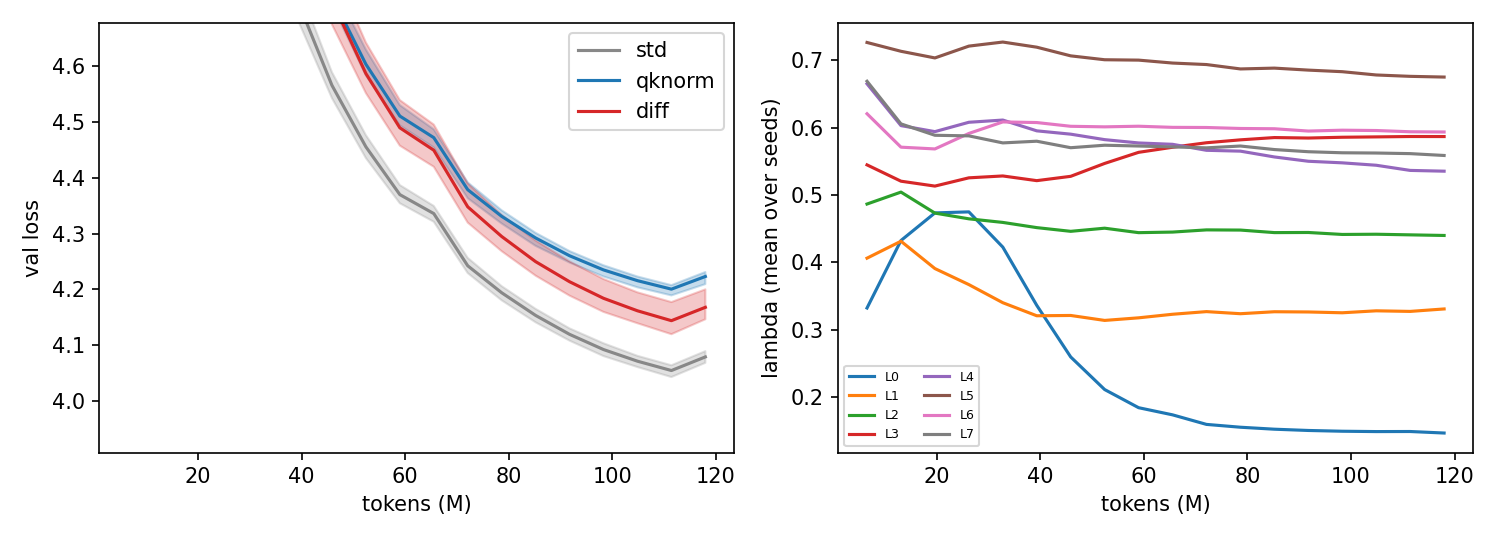 4.6
4.5
4.4
4.3
4.2
4.1
4.0
val loss
20 40 60 80 100 120
tokens (M)
std
qknorm
diff
0.7
0.6
0.5
0.4
0.3
0.2
lambda (mean over seeds)
20 40 60 80 100 120
tokens (M)
L0 L4
L1 L5
L2 L6
L3 L7